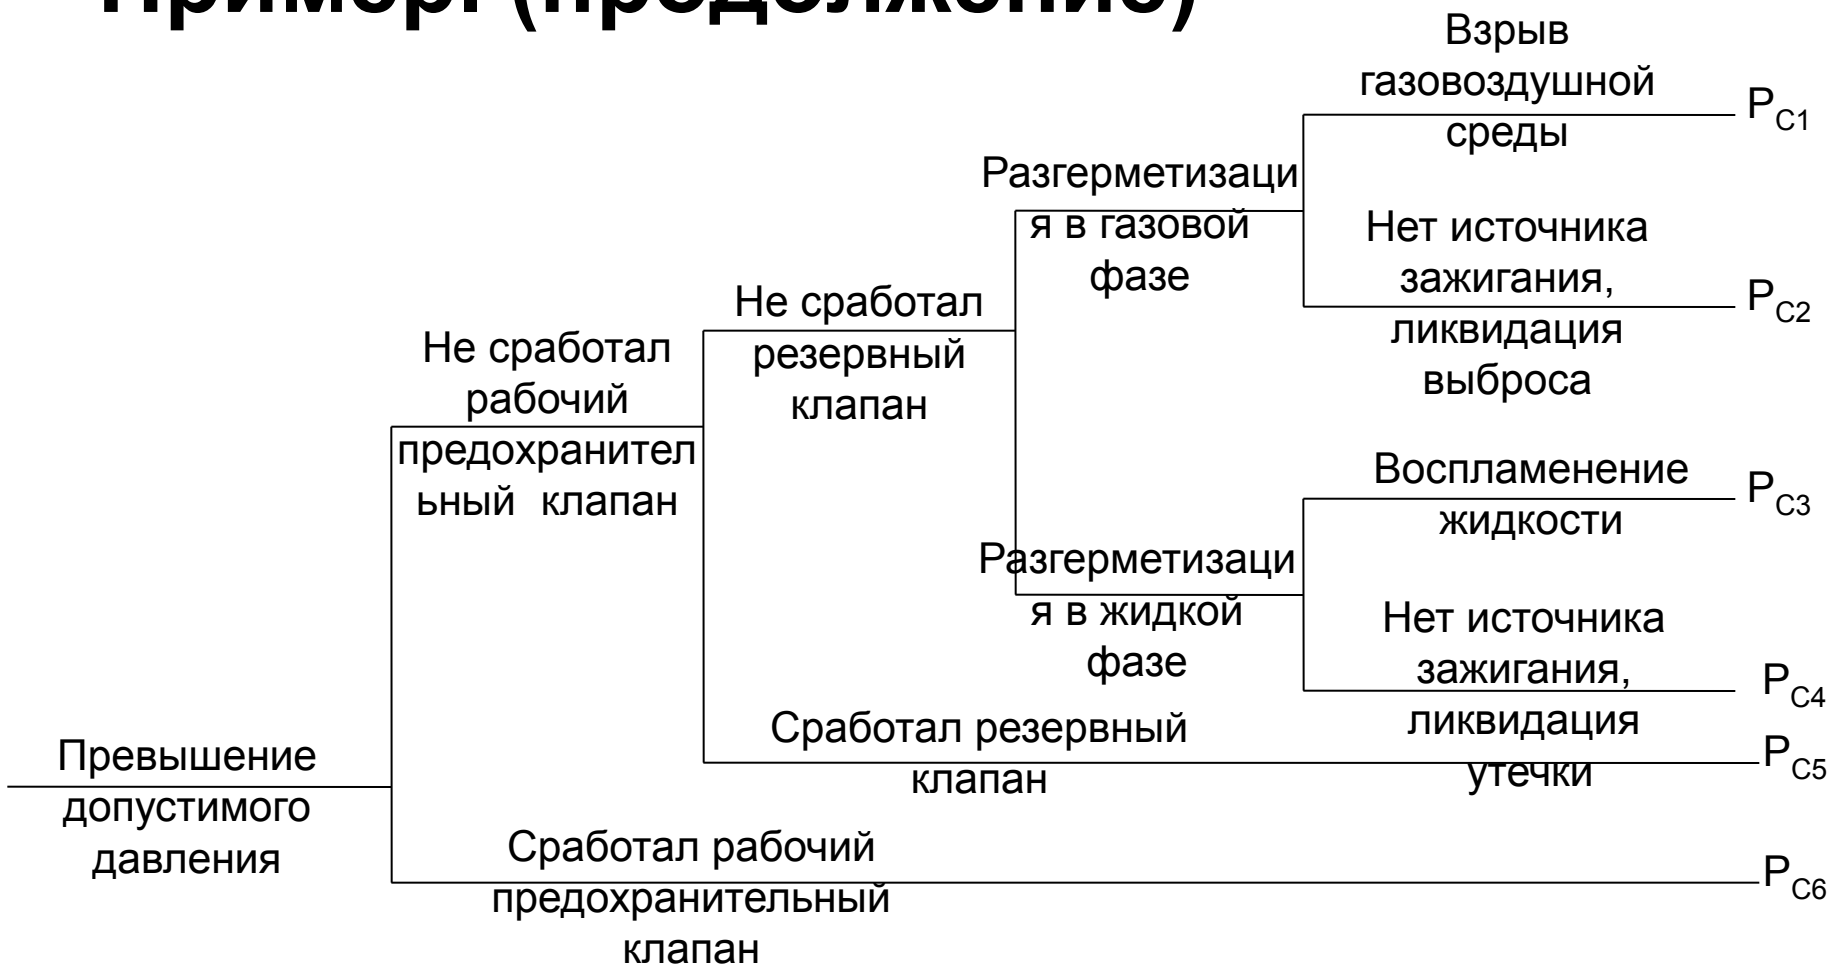 Пример. (продолжение)
Взрыв
газовоздушной
среды
P_C1
Разгерметизаци
я в газовой
фазе
Нет источника
зажигания,
ликвидация
выброса
P_C2
Не сработал
резервный
клапан
Не сработал
рабочий
предохранител
ьный клапан
Воспламенение
жидкости
P_C3
Разгерметизаци
я в жидкой
фазе
Нет источника
зажигания,
ликвидация
утечки
P_C4
Сработал резервный
клапан
P_C5
Превышение
допустимого
давления
Сработал рабочий
предохранительный
клапан
P_C6